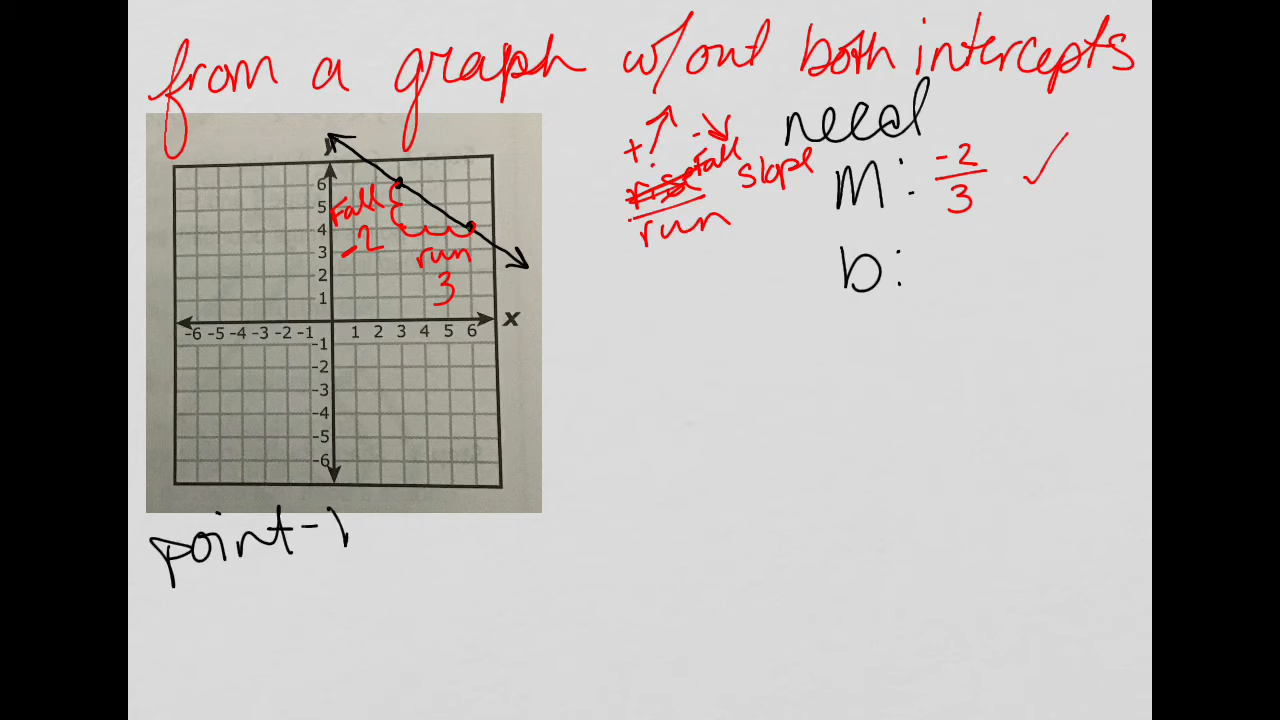 from a graph w/out both intercepts
need
+ -
rise fall slope
run
m: -2/3 ✓
b:
y
6
5
4
3
2
1
Fall
-2
run
3
-6 -5 -4 -3 -2 -1 1 2 3 4 5 6 x
-1
-2
-3
-4
-5
-6
point-